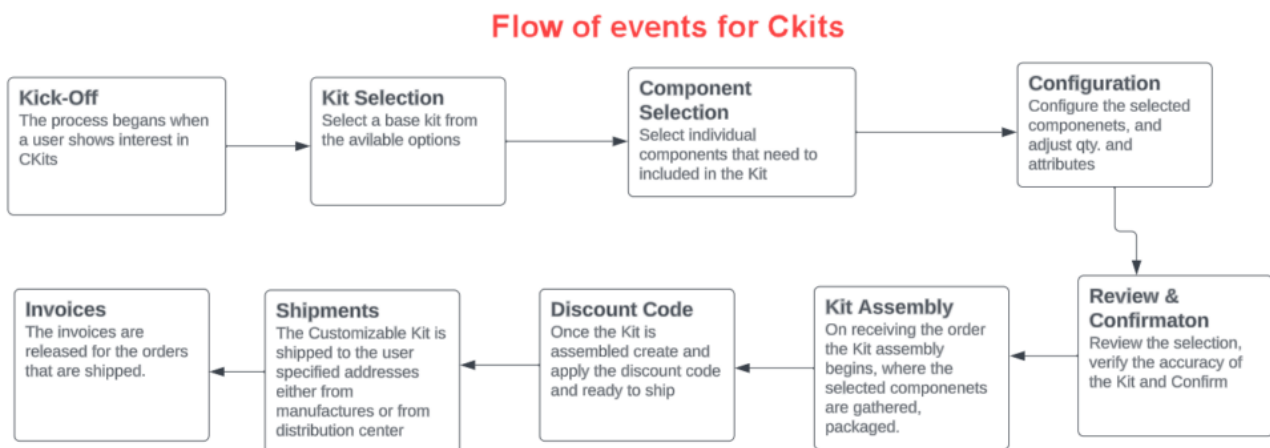 Flow of events for Ckits
Kick-Off
The process begans when
a user shows interest in
CKits
Kit Selection
Select a base kit from
the avilable options
Component
Selection
Select individual
components that need to
included in the Kit
Configuration
Configure the selected
componenets, and
adjust qty. and
attributes
Review &
Confirmaton
Review the selection,
verify the accuracy of
the Kit and Confirm
Kit Assembly
On receiving the order
the Kit assembly
begins, where the
selected componenets
are gathered,
packaged.
Discount Code
Once the Kit is
assembled create and
apply the discount code
and ready to ship
Shipments
The Customizable Kit is
shipped to the user
specified addresses
either from
manufactures or from
distribution center
Invoices
The invoices are
released for the orders
that are shipped.